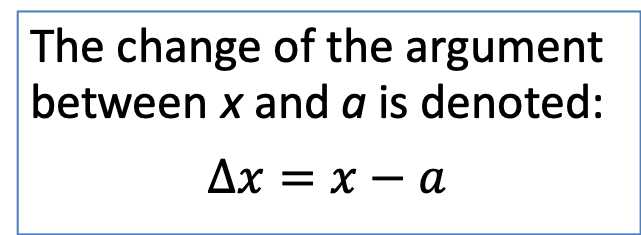 The change of the argument
between x and a is denoted:
Δx = x − a